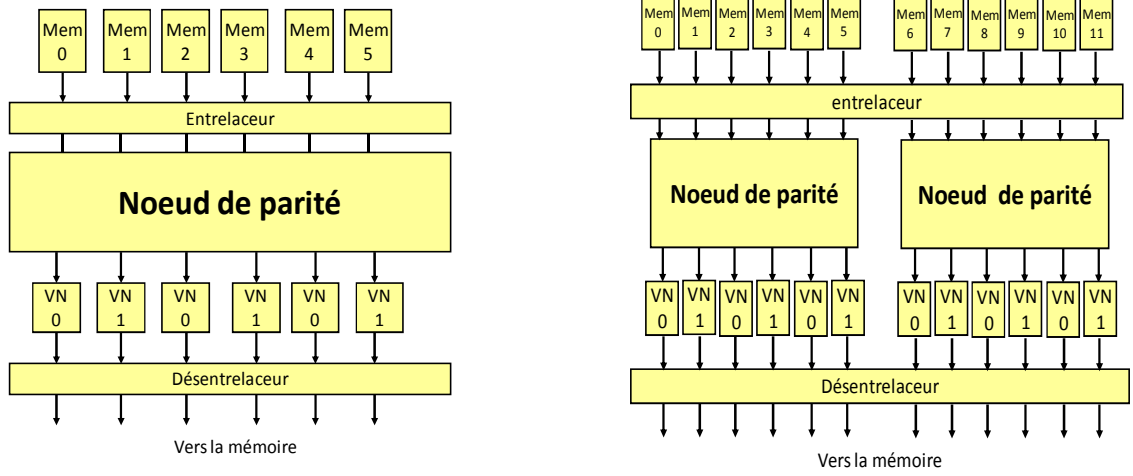 Mem 0
Mem 1
Mem 2
Mem 3
Mem 4
Mem 5
Entrelaceur
Noeud de parité
VN 0
VN 1
VN 0
VN 1
VN 0
VN 1
Désentrelaceur
Vers la mémoire
Mem 0
Mem 1
Mem 2
Mem 3
Mem 4
Mem 5
Mem 6
Mem 7
Mem 8
Mem 9
Mem 10
Mem 11
entrelaceur
Noeud de parité
Noeud de parité
VN 0
VN 1
VN 0
VN 1
VN 0
VN 1
VN 0
VN 1
VN 0
VN 1
VN 0
VN 1
Désentrelaceur
Vers la mémoire